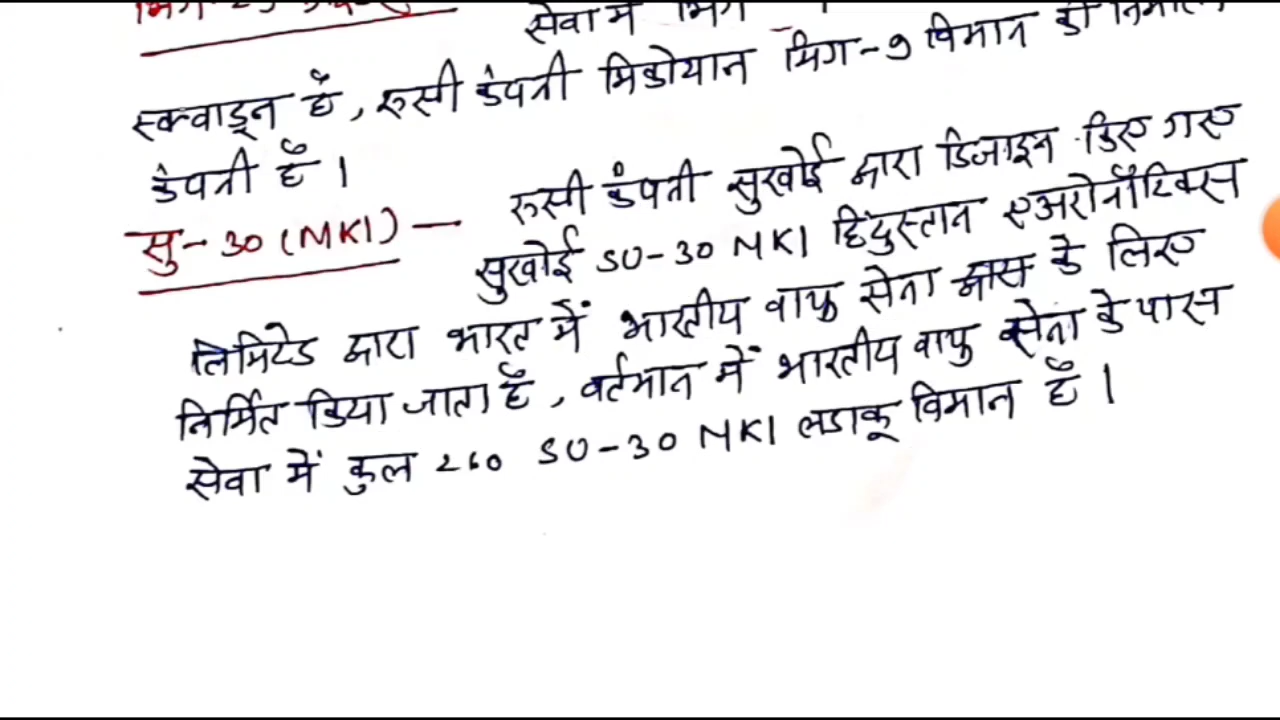 सेवा में मिग
स्क्वाड्रन है, रुसी कंपनी मिकोयान मिग-9 विमान की
कंपनी है।
सु-30 (MKI) — रुसी कंपनी सुखोई द्वारा डिजाइन किए गए
सुखोई SU-30 MKI हिंदुस्तान एअरोनॉटिक्स
लिमिटेड द्वारा भारत में भारतीय वायु सेना के लिए
निर्मित किया जाता है, वर्तमान में भारतीय वायु सेना के पास
सेवा में कुल 260 SU-30 MKI लडाकू विमान है।